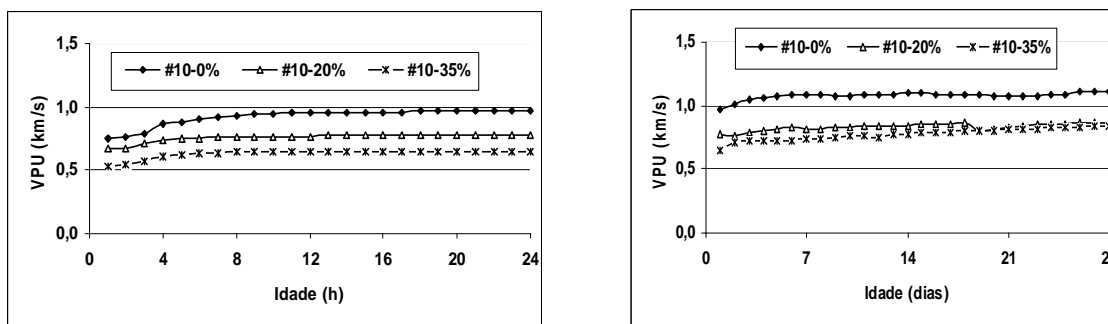 1,5
#10-0% #10-20% #10-35%
1,0
0,5
0,0
VPU (km/s)
0 4 8 12 16 20 24
Idade (h)
1,5
#10-0% #10-20% #10-35%
1,0
0,5
0,0
VPU (km/s)
0 7 14 21 2
Idade (dias)